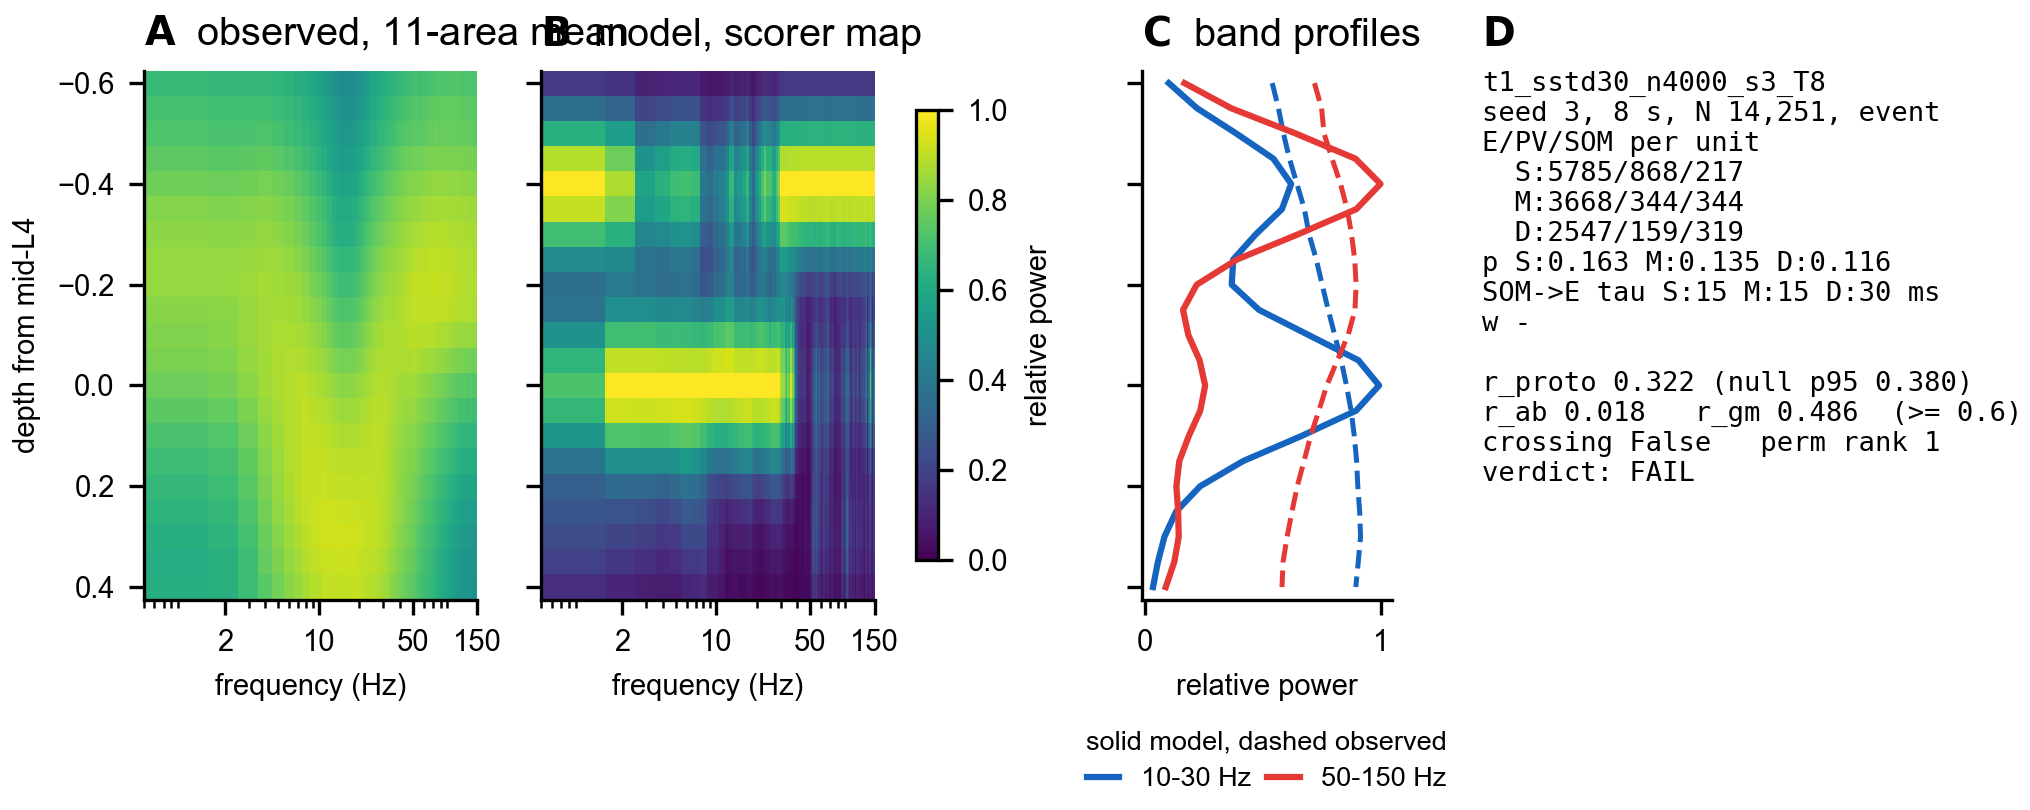 A observed, 11-area mean
B model, scorer map
C band profiles
D
depth from mid-L4
−0.6
−0.4
−0.2
0.0
0.2
0.4
2 10 50 150
frequency (Hz)
2 10 50 150
frequency (Hz)
1.0
0.8
0.6
0.4
0.2
0.0
relative power
0 1
relative power
solid model, dashed observed
10-30 Hz 50-150 Hz
t1_sstd30_n4000_s3_T8
seed 3, 8 s, N 14,251, event
E/PV/SOM per unit
S:5785/868/217
M:3668/344/344
D:2547/159/319
p S:0.163 M:0.135 D:0.116
SOM->E tau S:15 M:15 D:30 ms
w -
r_proto 0.322 (null p95 0.380)
r_ab 0.018 r_gm 0.486 (>= 0.6)
crossing False perm rank 1
verdict: FAIL